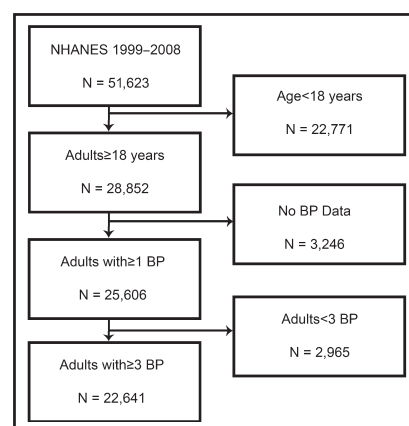 NHANES 1999–2008
N = 51,623
Age<18 years
N = 22,771
Adults≥18 years
N = 28,852
No BP Data
N = 3,246
Adults with≥1 BP
N = 25,606
Adults<3 BP
N = 2,965
Adults with≥3 BP
N = 22,641